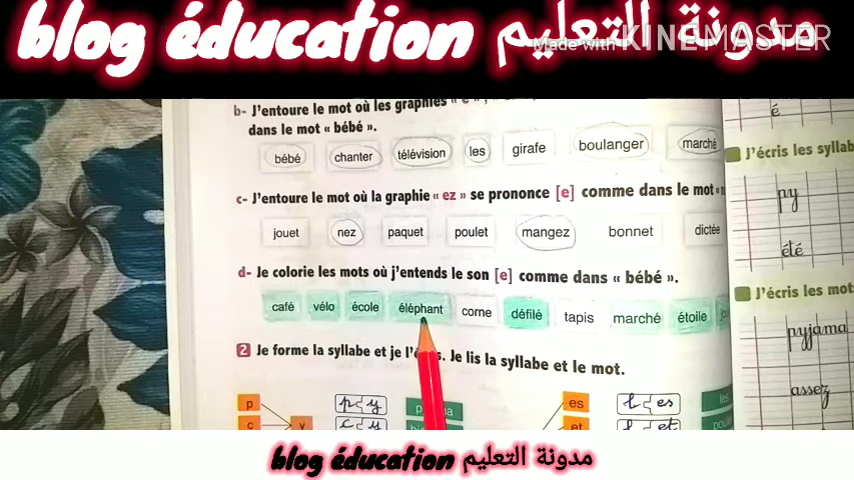 blog éducation مدونة التعليم
Made with KINEMASTER
b- J'entoure le mot où les graphies « e
dans le mot « bébé ».
bébé chanter télévision les girafe boulanger marché
c- J'entoure le mot où la graphie « ez » se prononce [e] comme dans le mot «
jouet nez paquet poulet mangez bonnet dictée
d- Je colorie les mots où j'entends le son [e] comme dans « bébé ».
café vélo école éléphant corne défilé tapis marché étoile
2 Je forme la syllabe et je l' Je lis la syllabe et le mot.
p y p y es l es les
c c y et l et
é
J'écris les syllab
py
été
J'écris les mot
pyjama
assez
blog éducation مدونة التعليم